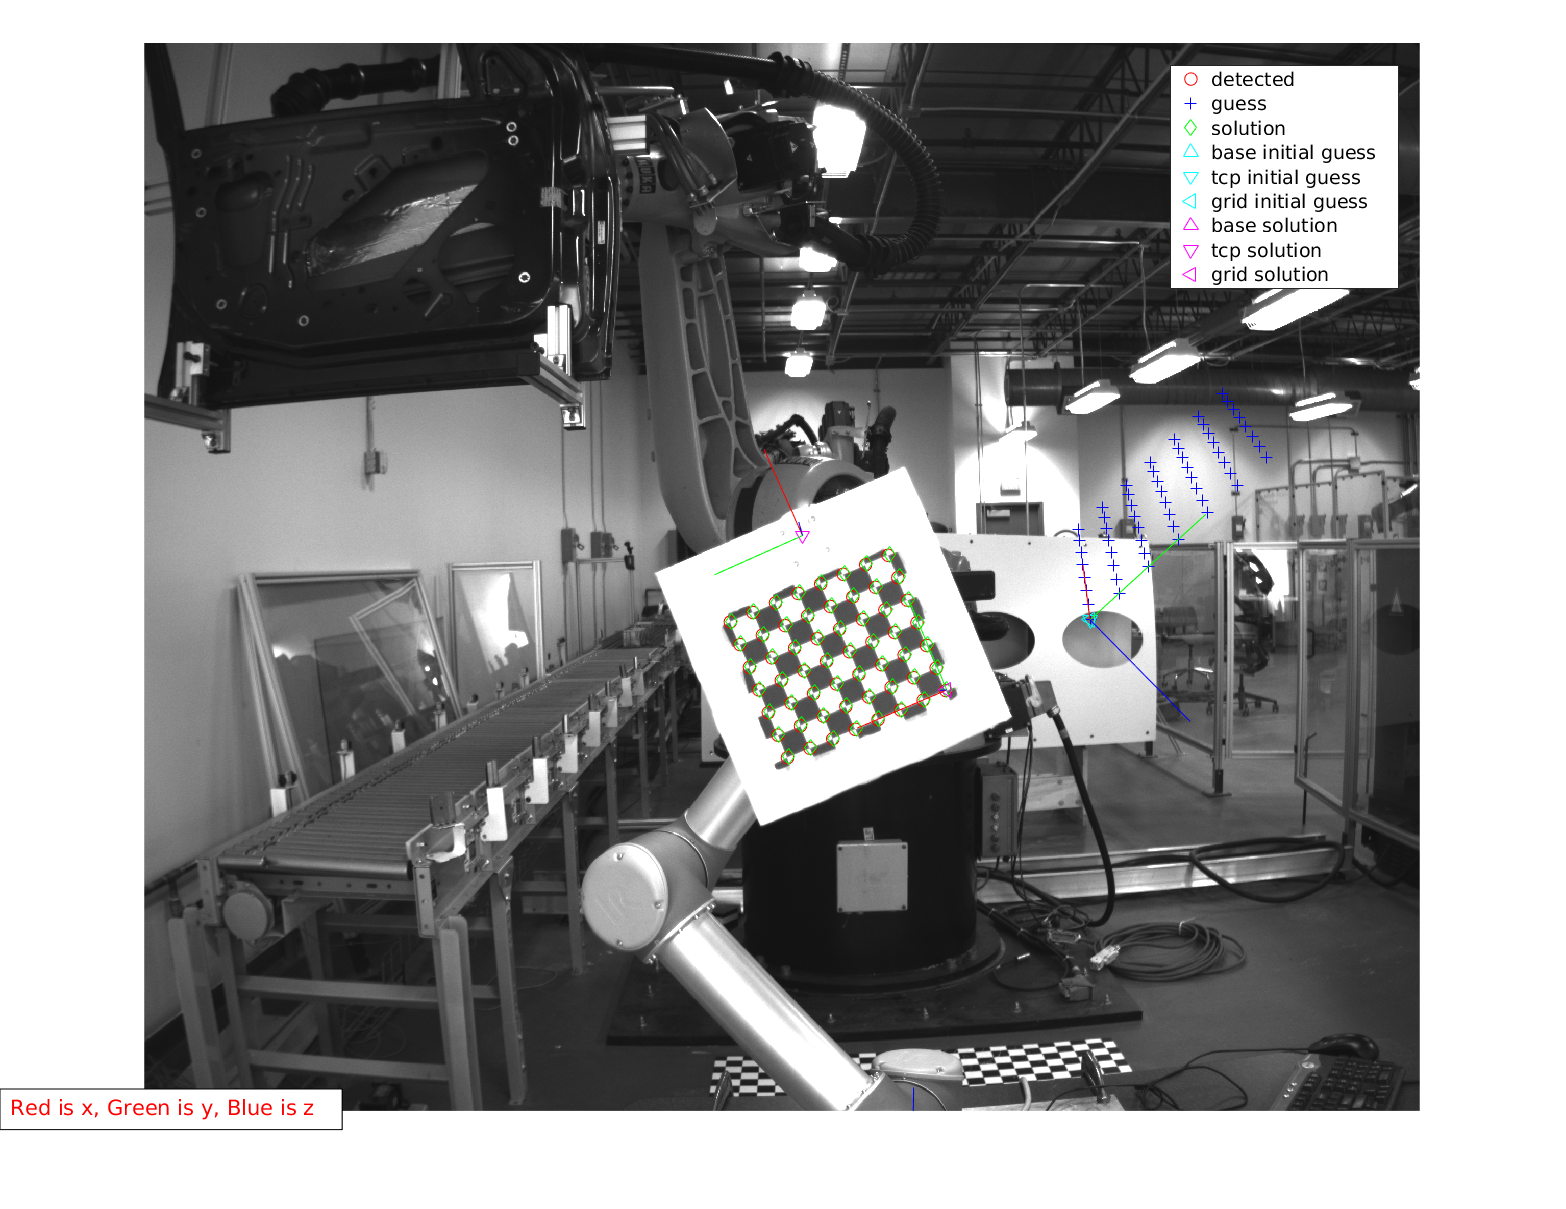 detected
guess
solution
base initial guess
tcp initial guess
grid initial guess
base solution
tcp solution
grid solution
Red is x, Green is y, Blue is z